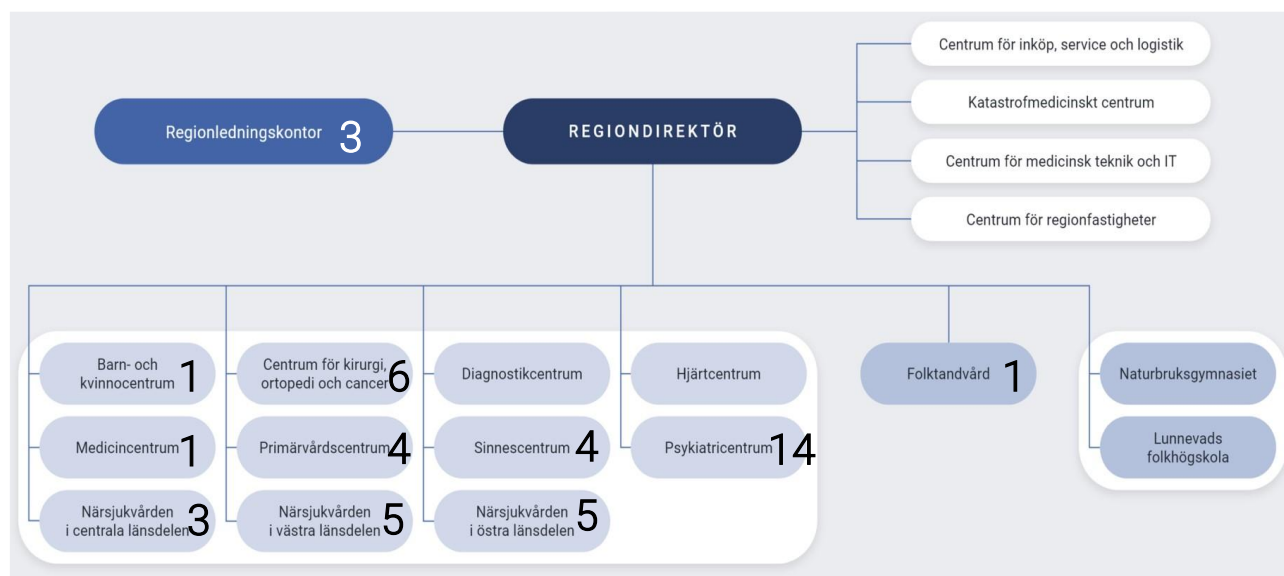 Centrum för inköp, service och logistik
Regionledningskontor 3
REGIONDIREKTÖR
Katastrofmedicinskt centrum
Centrum för medicinsk teknik och IT
Centrum för regionfastigheter
Barn- och
kvinnocentrum 1
Centrum för kirurgi,
ortopedi och cancer 6
Diagnostikcentrum
Hjärtcentrum
Folktandvård 1
Naturbruksgymnasiet
Medicincentrum 1
Primärvårdscentrum 4
Sinnescentrum 4
Psykiatricentrum 14
Lunnevads
folkhögskola
Närsjukvården
i centrala länsdelen 3
Närsjukvården
i västra länsdelen 5
Närsjukvården
i östra länsdelen 5